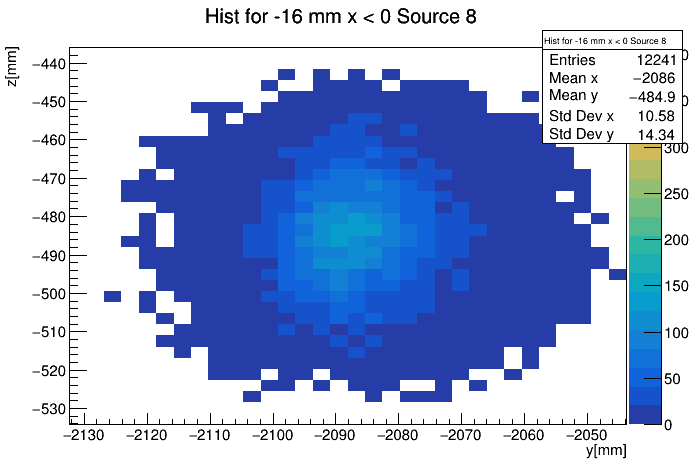 Hist for -16 mm x < 0 Source 8
z[mm]
Hist for -16 mm x < 0 Source 8
Entries 12241
Mean x −2086
Mean y −484.9
Std Dev x 10.58
Std Dev y 14.34
−440
−450
−460
−470
−480
−490
−500
−510
−520
−530
300
250
200
150
100
50
0
−2130 −2120 −2110 −2100 −2090 −2080 −2070 −2060 −2050
y[mm]